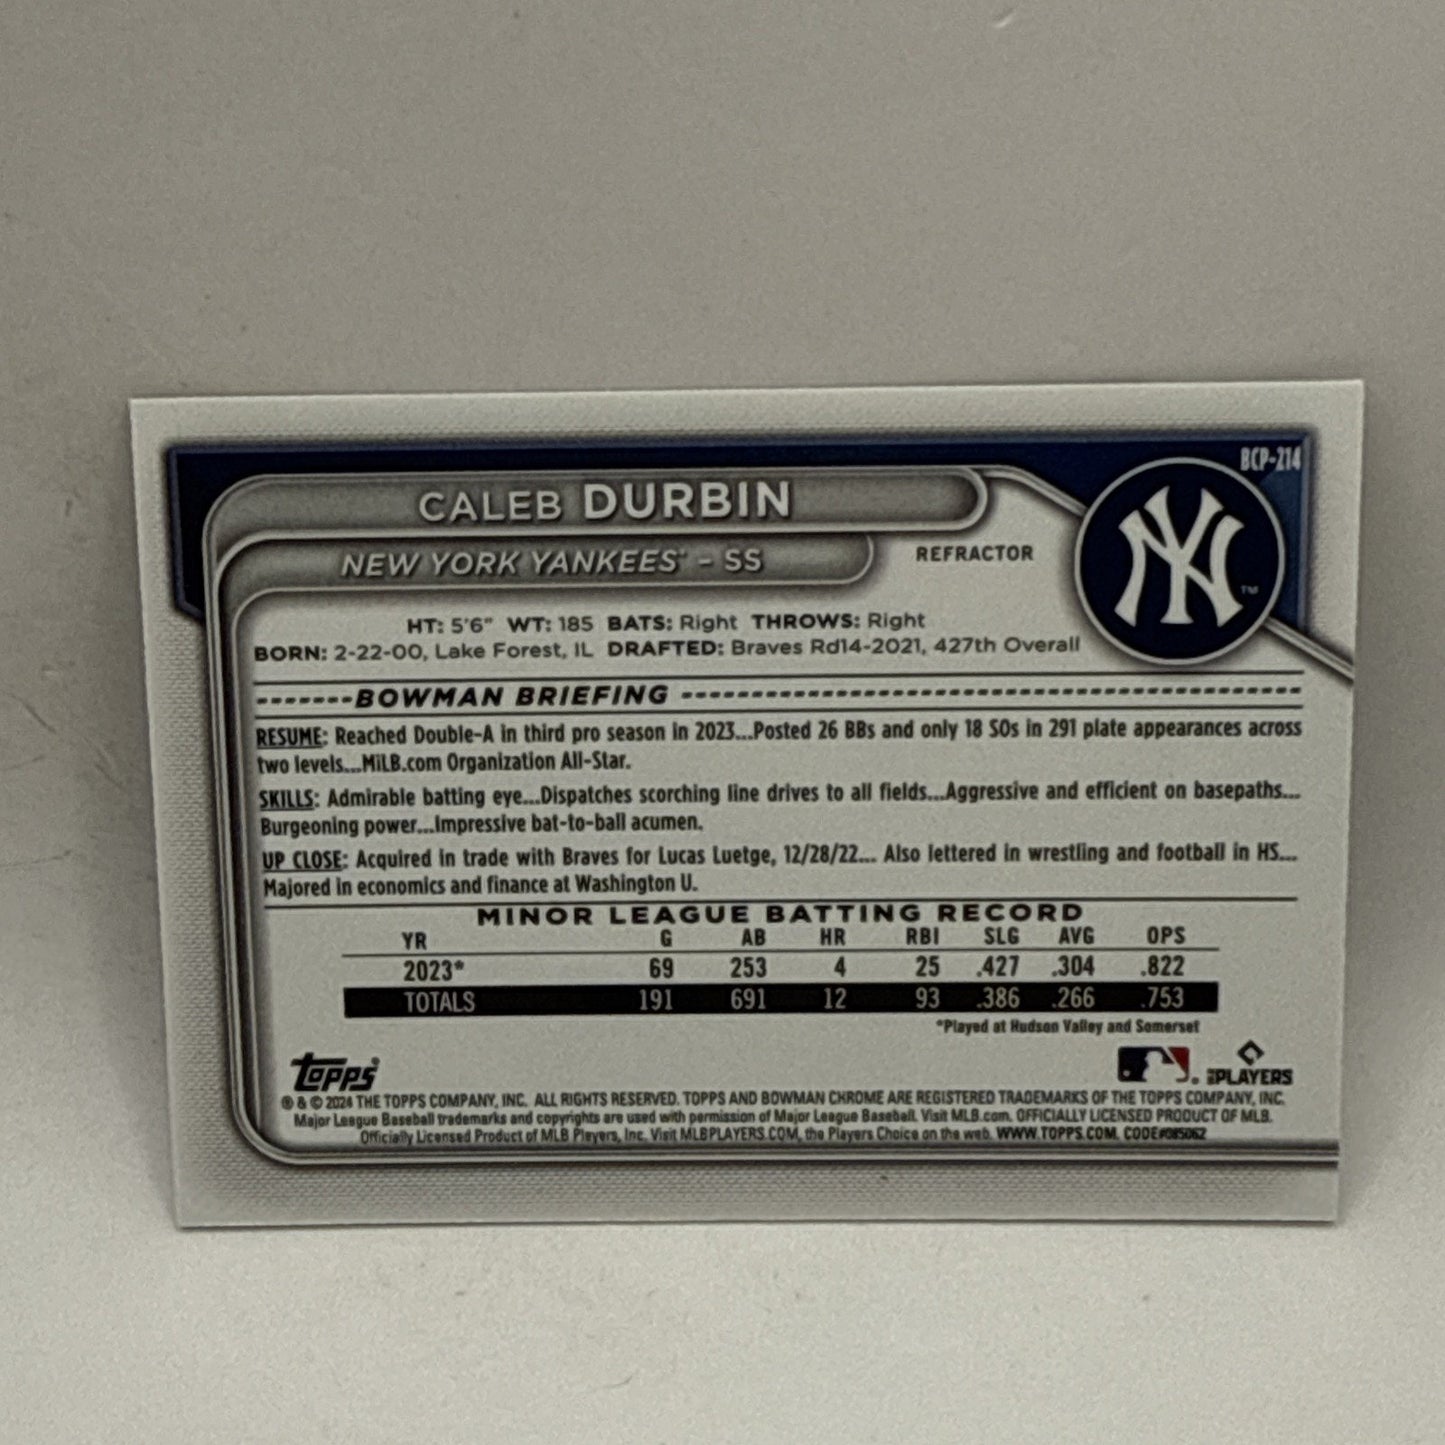 BCP-214
CALEB DURBIN
NEW YORK YANKEES® - SS
REFRACTOR
NY ™
HT: 5'6" WT: 185 BATS: Right THROWS: Right
BORN: 2-22-00, Lake Forest, IL DRAFTED: Braves Rd14-2021, 427th Overall
BOWMAN BRIEFING
RESUME: Reached Double-A in third pro season in 2023...Posted 26 BBs and only 18 SOs in 291 plate appearances across
two levels...MiLB.com Organization All-Star.
SKILLS: Admirable batting eye...Dispatches scorching line drives to all fields...Aggressive and efficient on basepaths...
Burgeoning power...Impressive bat-to-ball acumen.
UP CLOSE: Acquired in trade with Braves for Lucas Luetge, 12/28/22... Also lettered in wrestling and football in HS...
Majored in economics and finance at Washington U.
MINOR LEAGUE BATTING RECORD
YR G AB HR RBI SLG AVG OPS
2023* 69 253 4 25 .427 .304 .822
TOTALS 191 691 12 93 .386 .266 .753
*Played at Hudson Valley and Somerset
Topps®
MLB PLAYERS
® & © 2024 THE TOPPS COMPANY, INC. ALL RIGHTS RESERVED. TOPPS AND BOWMAN CHROME ARE REGISTERED TRADEMARKS OF THE TOPPS COMPANY, INC.
Major League Baseball trademarks and copyrights are used with permission of Major League Baseball. Visit MLB.com. OFFICIALLY LICENSED PRODUCT OF MLB.
Officially Licensed Product of MLB Players, Inc. Visit MLBPLAYERS.COM, the Players Choice on the web. WWW.TOPPS.COM. CODE#085062